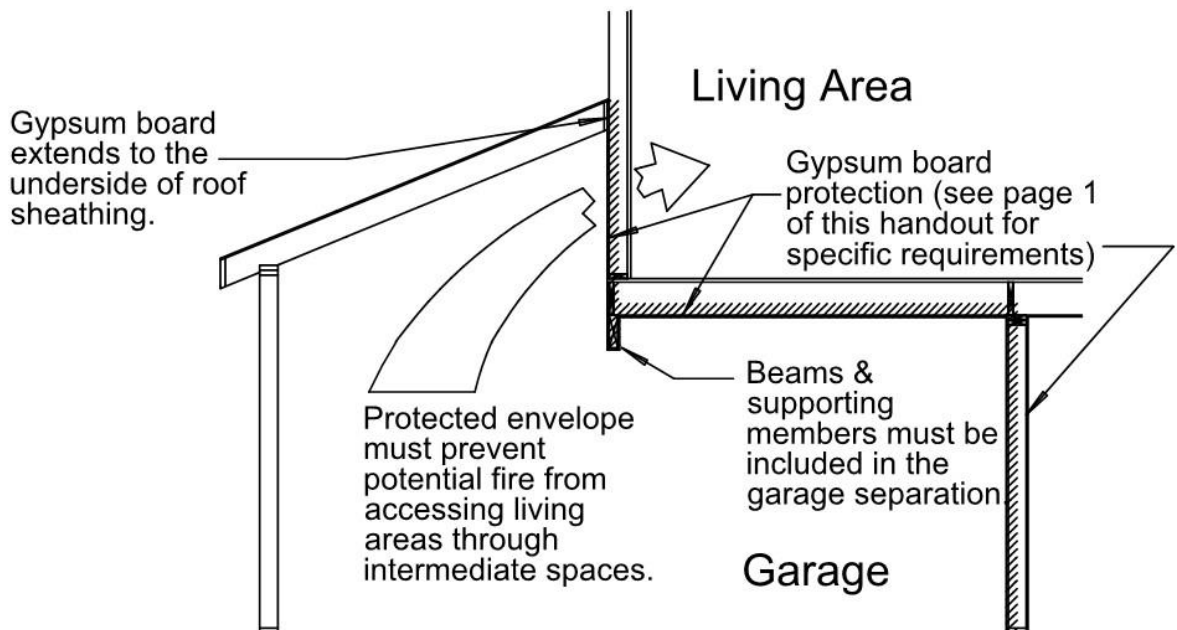 Living Area
Gypsum board
extends to the
underside of roof
sheathing.
Gypsum board
protection (see page 1
of this handout for
specific requirements)
Beams &
supporting
members must be
included in the
garage separation.
Protected envelope
must prevent
potential fire from
accessing living
areas through
intermediate spaces.
Garage